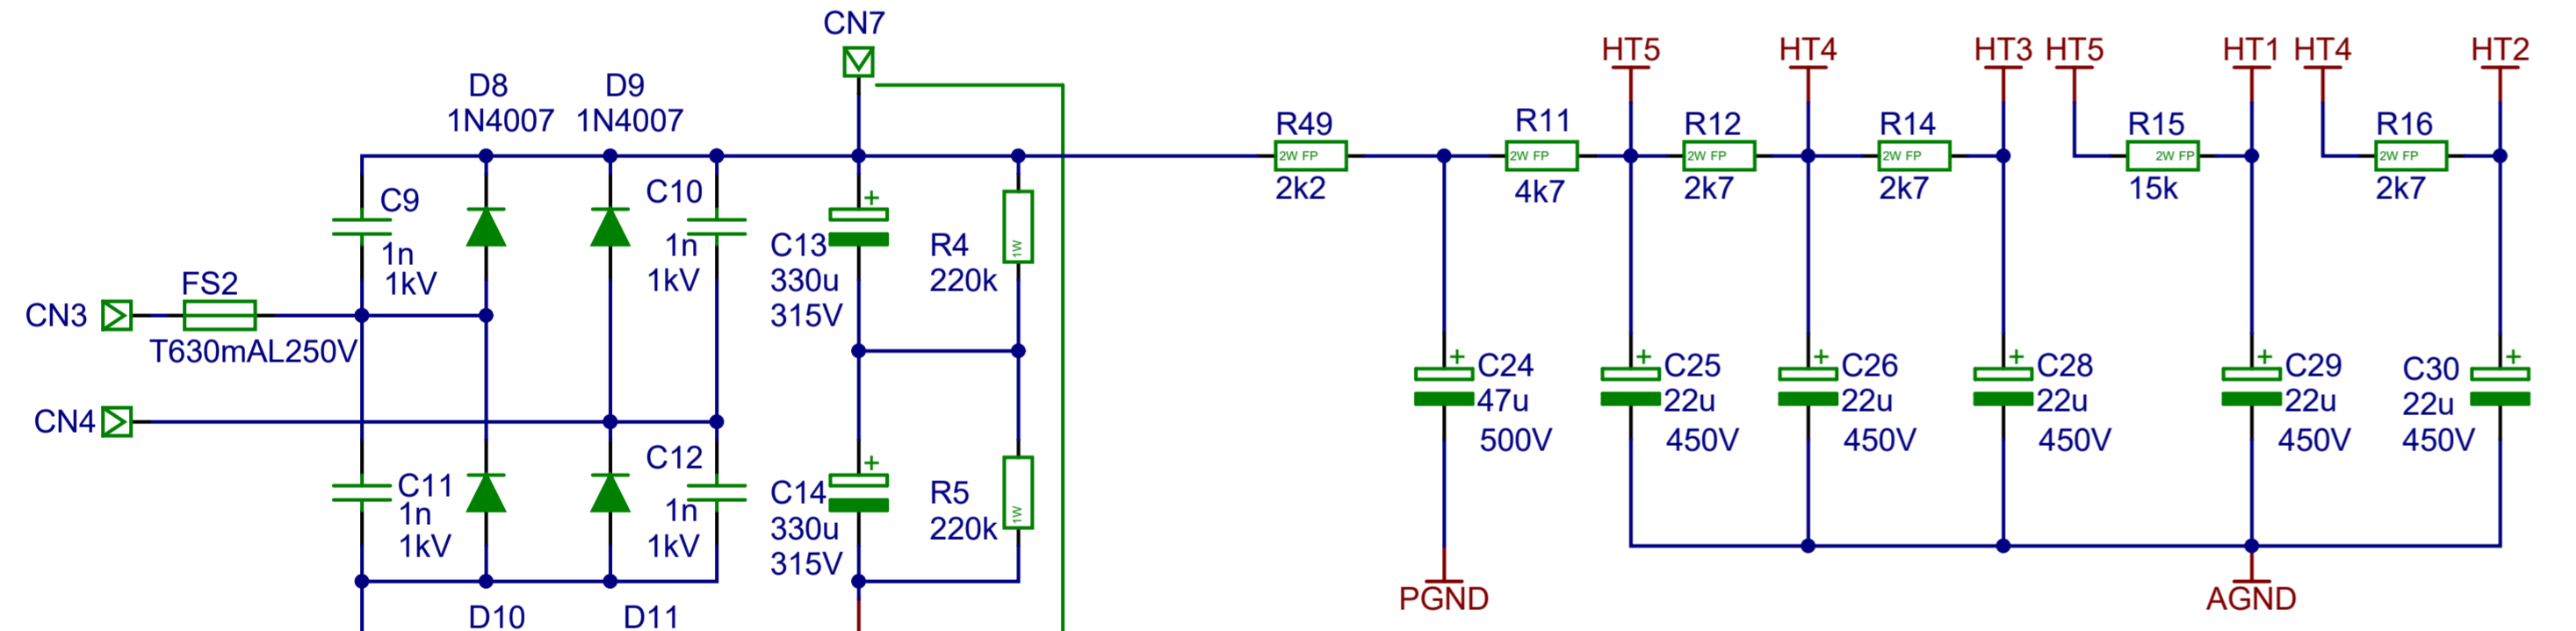 CN7
HT5
HT4
HT3
HT5
HT1
HT4
HT2
D8
1N4007
D9
1N4007
R49
2W FP
2k2
R11
2W FP
4k7
R12
2W FP
2k7
R14
2W FP
2k7
R15
2W FP
15k
R16
2W FP
2k7
C9
1n
1kV
C10
1n
1kV
C13
330u
315V
R4
220k
1W
+
CN3
FS2
T630mAL250V
CN4
+
C24
47u
500V
+
C25
22u
450V
+
C26
22u
450V
+
C28
22u
450V
+
C29
22u
450V
+
C30
22u
450V
C11
1n
1kV
C12
1n
1kV
+
C14
330u
315V
R5
220k
1W
D10
D11
PGND
AGND